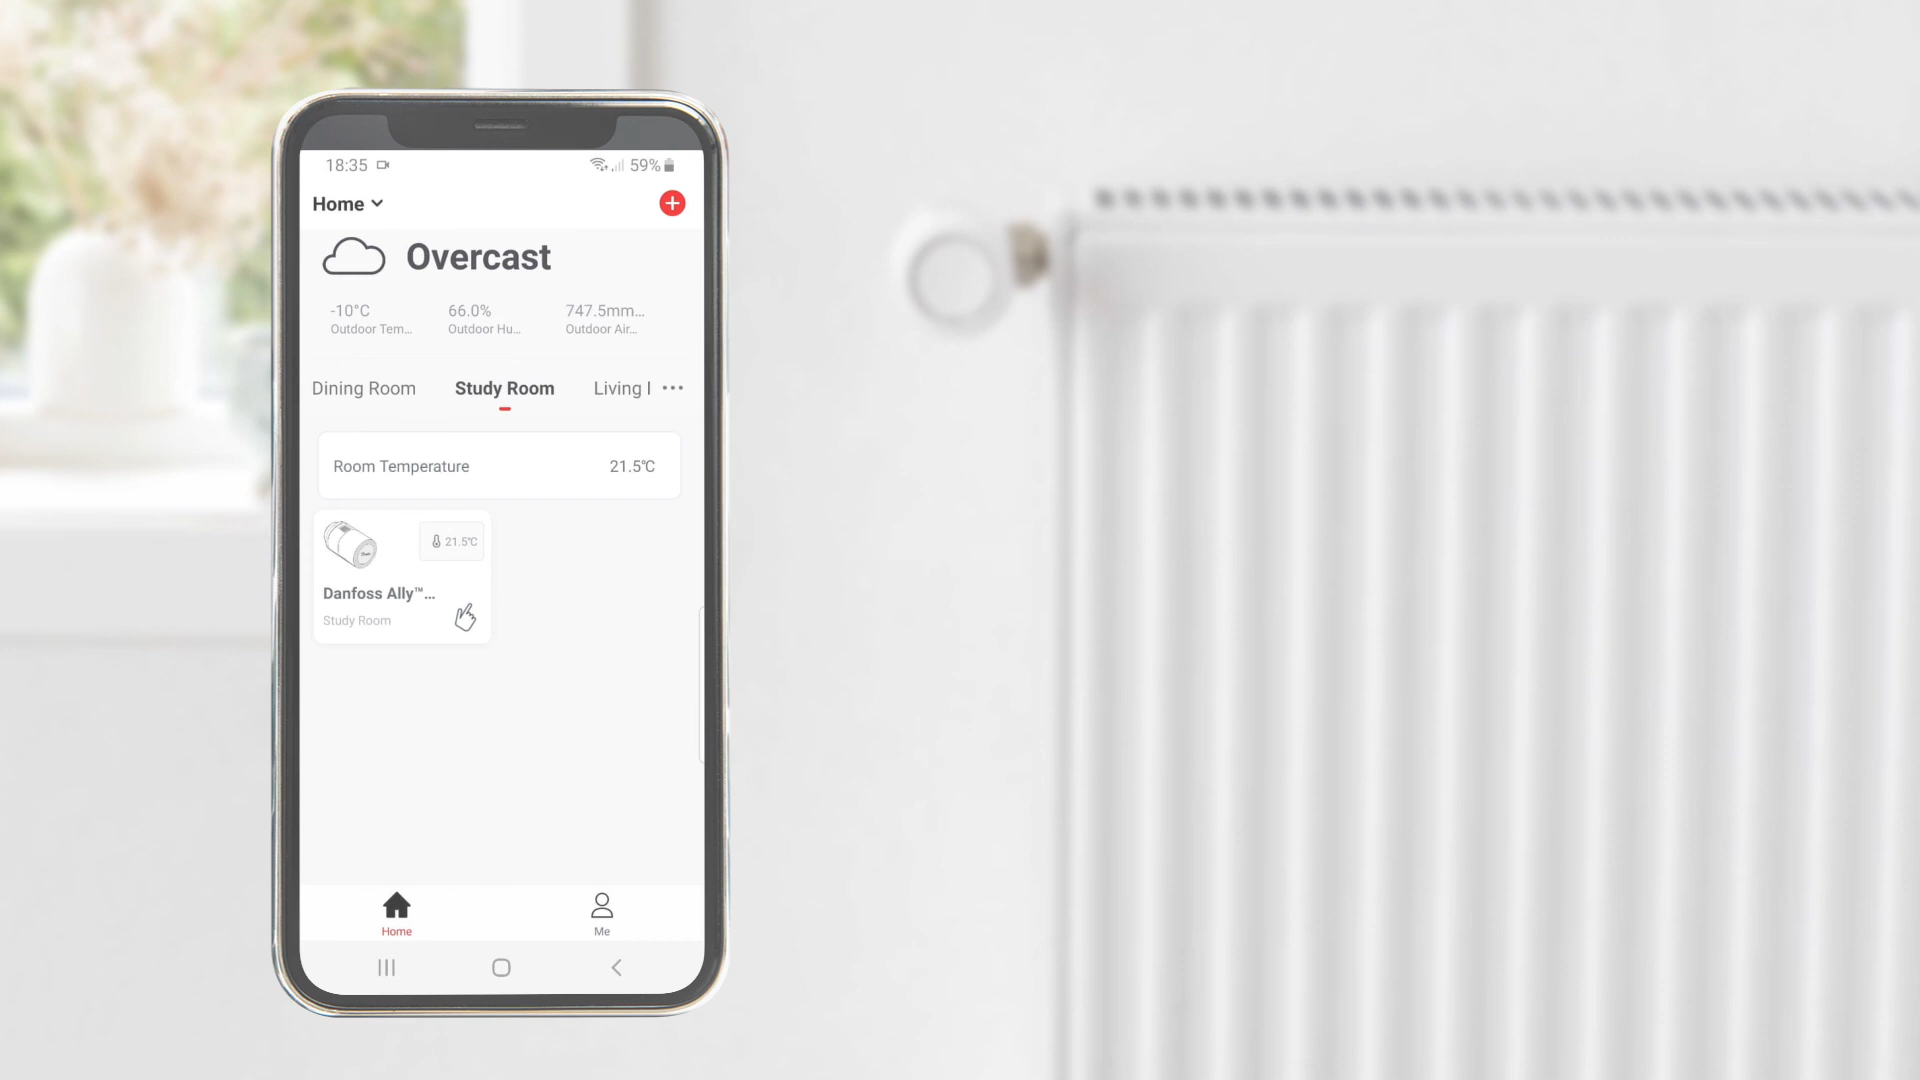 18:35 59%
Home
Overcast
-10°C 66.0% 747.5mm...
Outdoor Tem... Outdoor Hu... Outdoor Air...
Dining Room Study Room Living
Room Temperature 21.5℃
21.5℃
Danfoss Ally™...
Study Room
Home Me